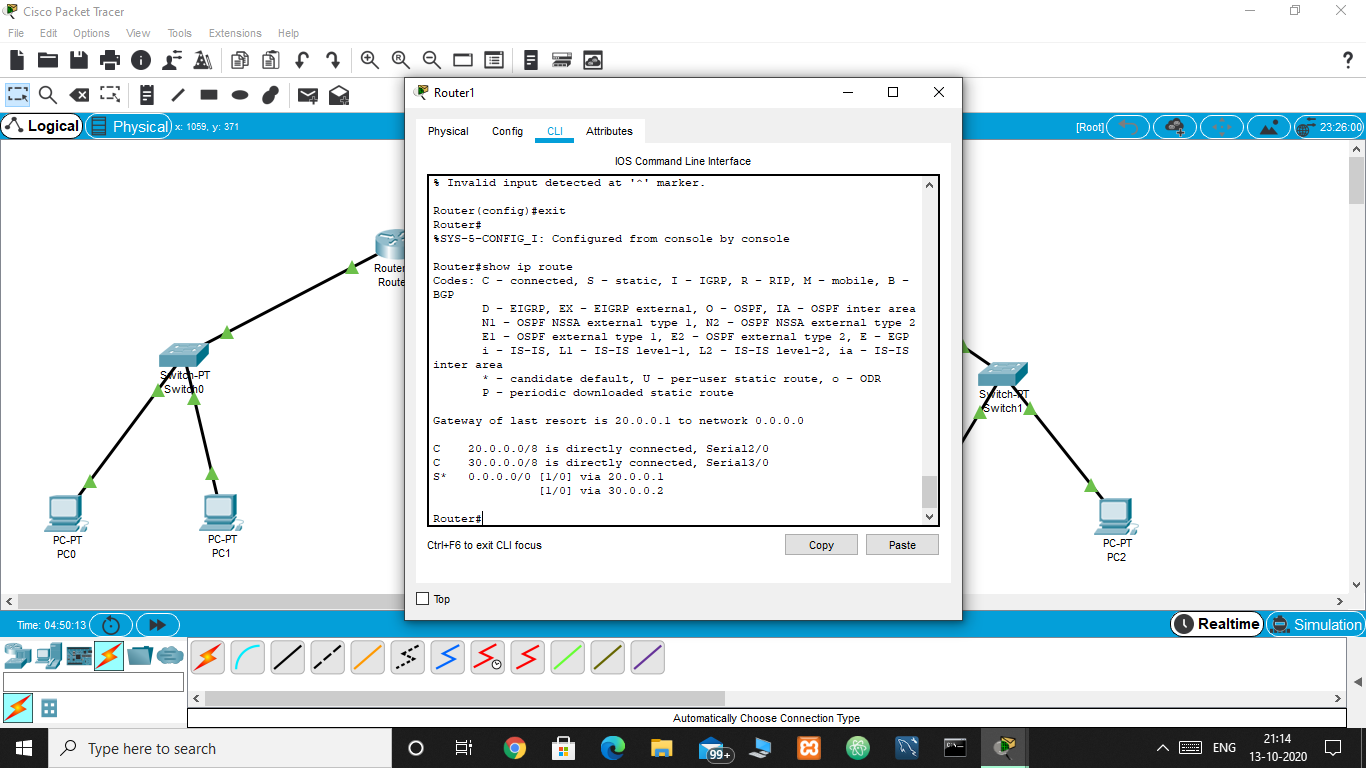 Cisco Packet Tracer
File Edit Options View Tools Extensions Help
?
Logical
Physical
x: 1059, y: 371
[Root]
23:26:00
Router
Route
Switch-PT
Switch0
PC-PT
PC0
PC-PT
PC1
Router1
Physical Config CLI Attributes
IOS Command Line Interface
% Invalid input detected at '^' marker.
Router(config)#exit
Router#
%SYS-5-CONFIG_I: Configured from console by console
Router#show ip route
Codes: C - connected, S - static, I - IGRP, R - RIP, M - mobile, B -
BGP
D - EIGRP, EX - EIGRP external, O - OSPF, IA - OSPF inter area
N1 - OSPF NSSA external type 1, N2 - OSPF NSSA external type 2
E1 - OSPF external type 1, E2 - OSPF external type 2, E - EGP
i - IS-IS, L1 - IS-IS level-1, L2 - IS-IS level-2, ia - IS-IS
inter area
* - candidate default, U - per-user static route, o - ODR
P - periodic downloaded static route
Gateway of last resort is 20.0.0.1 to network 0.0.0.0
C 20.0.0.0/8 is directly connected, Serial2/0
C 30.0.0.0/8 is directly connected, Serial3/0
S* 0.0.0.0/0 [1/0] via 20.0.0.1
[1/0] via 30.0.0.2
Router#
Ctrl+F6 to exit CLI focus
Copy
Paste
Top
Switch-PT
Switch1
PC-PT
PC2
Time: 04:50:13
Realtime
Simulation
Automatically Choose Connection Type
Type here to search
99+
ENG
21:14
13-10-2020